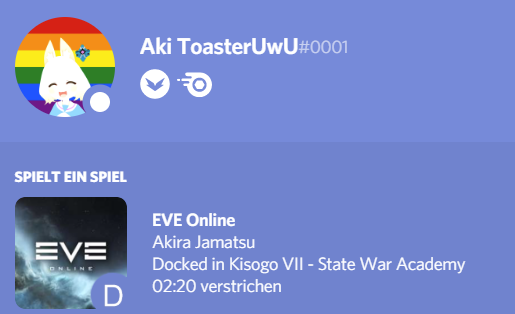 Aki ToasterUwU#0001
SPIELT EIN SPIEL
EVE
ONLINE
D
EVE Online
Akira Jamatsu
Docked in Kisogo VII - State War Academy
02:20 verstrichen